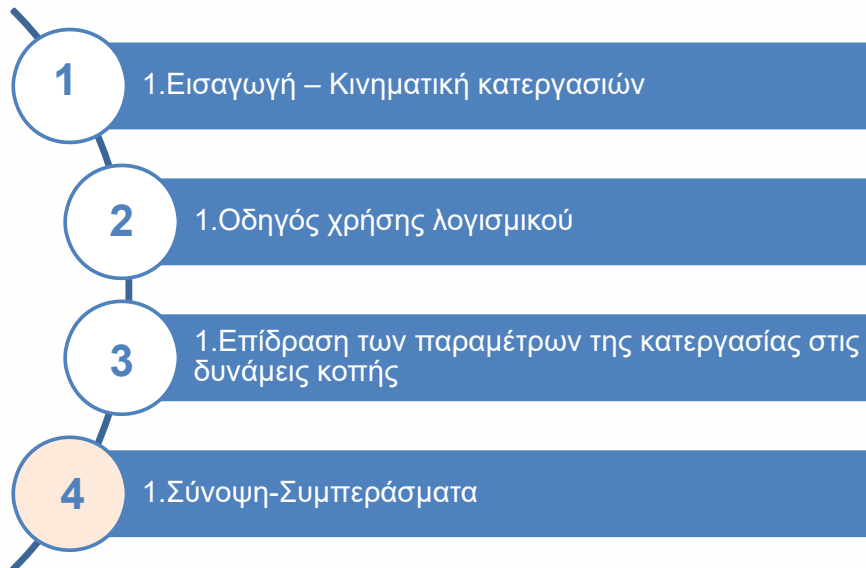 1
1.Εισαγωγή – Κινηματική κατεργασιών
2
1.Οδηγός χρήσης λογισμικού
3
1.Επίδραση των παραμέτρων της κατεργασίας στις
δυνάμεις κοπής
4
1.Σύνοψη-Συμπεράσματα